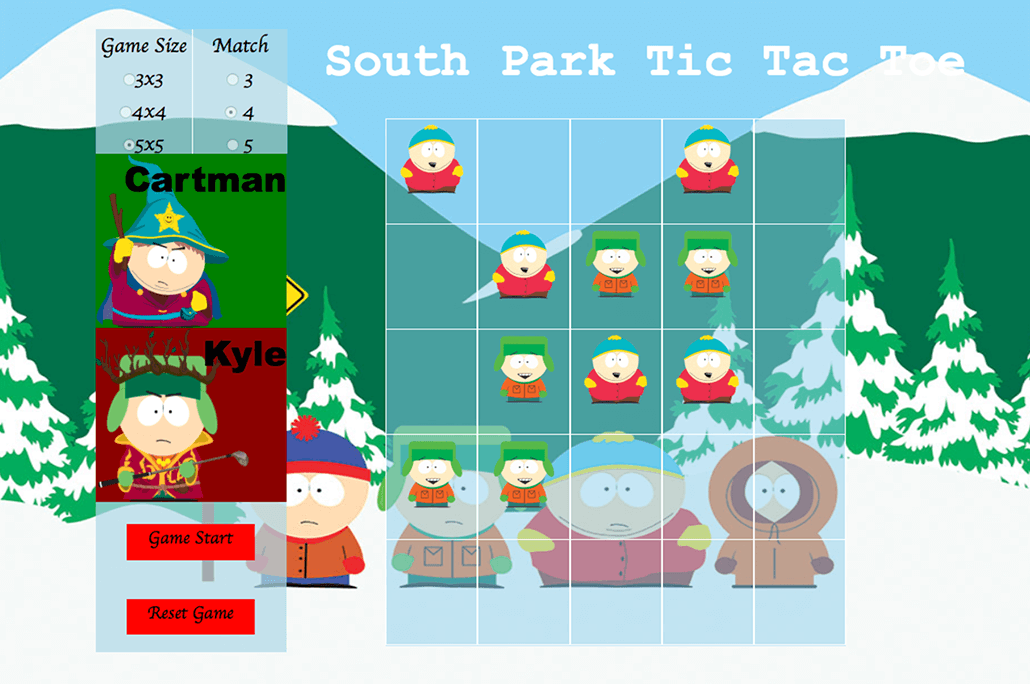 South Park Tic Tac Toe
Game Size
Match
3x3
3
4x4
4
5x5
5
Cartman
Kyle
Game Start
Reset Game